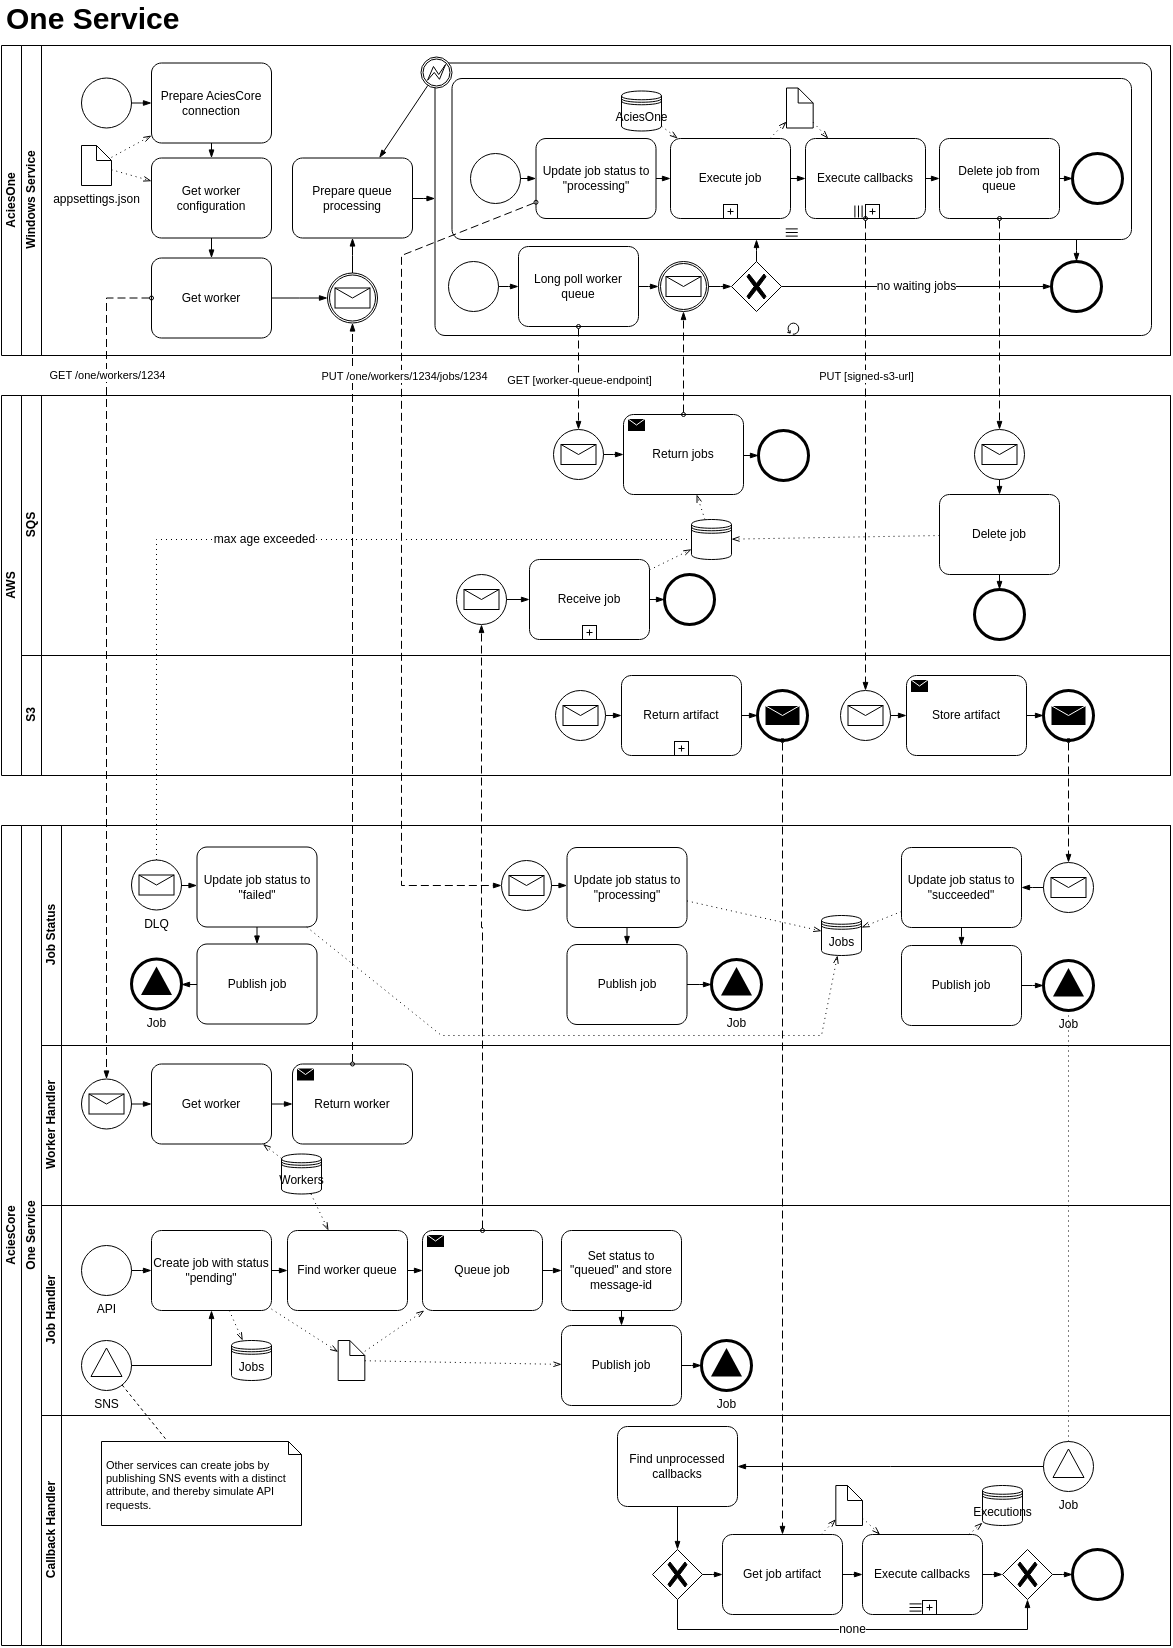 One Service
AciesOne
Windows Service
Prepare AciesCore
connection
appsettings.json
Get worker
configuration
Get worker
Prepare queue
processing
AciesOne
Update job status to
"processing"
Execute job
Execute callbacks
Delete job from
queue
Long poll worker
queue
no waiting jobs
GET /one/workers/1234
PUT /one/workers/1234/jobs/1234
GET [worker-queue-endpoint]
PUT [signed-s3-url]
AWS
SQS
Return jobs
max age exceeded
Delete job
Receive job
S3
Return artifact
Store artifact
AciesCore
One Service
Job Status
DLQ
Update job status to
"failed"
Publish job
Job
Update job status to
"processing"
Publish job
Job
Jobs
Update job status to
"succeeded"
Publish job
Job
Worker Handler
Get worker
Return worker
Workers
Job Handler
API
Create job with status
"pending"
Find worker queue
Queue job
Set status to
"queued" and store
message-id
SNS
Jobs
Publish job
Job
Callback Handler
Other services can create jobs by
publishing SNS events with a distinct
attribute, and thereby simulate API
requests.
Find unprocessed
callbacks
Job
Executions
Get job artifact
Execute callbacks
none